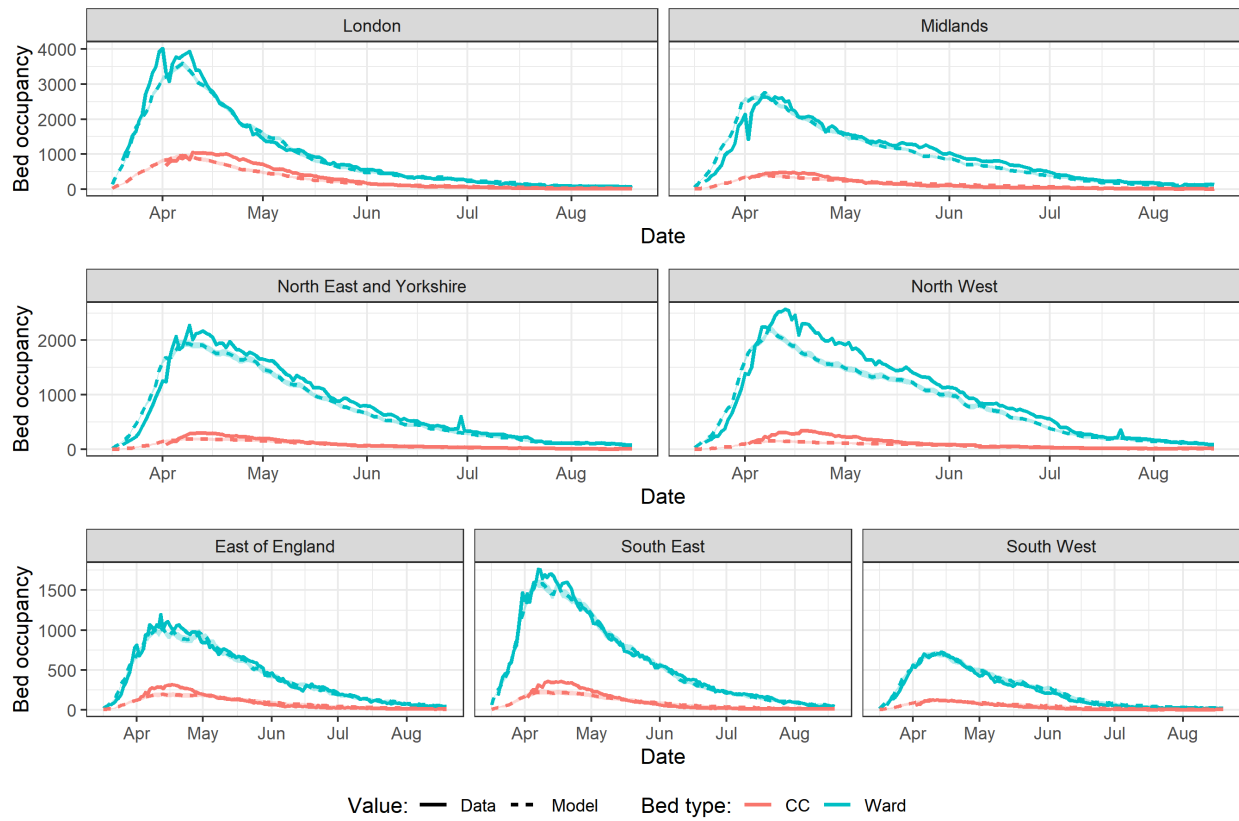 London Midlands
Bed occupancy
4000
3000
2000
1000
0
Apr May Jun Jul Aug Apr May Jun Jul Aug
Date Date
North East and Yorkshire North West
Bed occupancy
2000
1000
0
Apr May Jun Jul Aug Apr May Jun Jul Aug
Date Date
East of England South East South West
Bed occupancy
1500
1000
500
0
Apr May Jun Jul Aug Apr May Jun Jul Aug Apr May Jun Jul Aug
Date
Value: Data Model Bed type: CC Ward